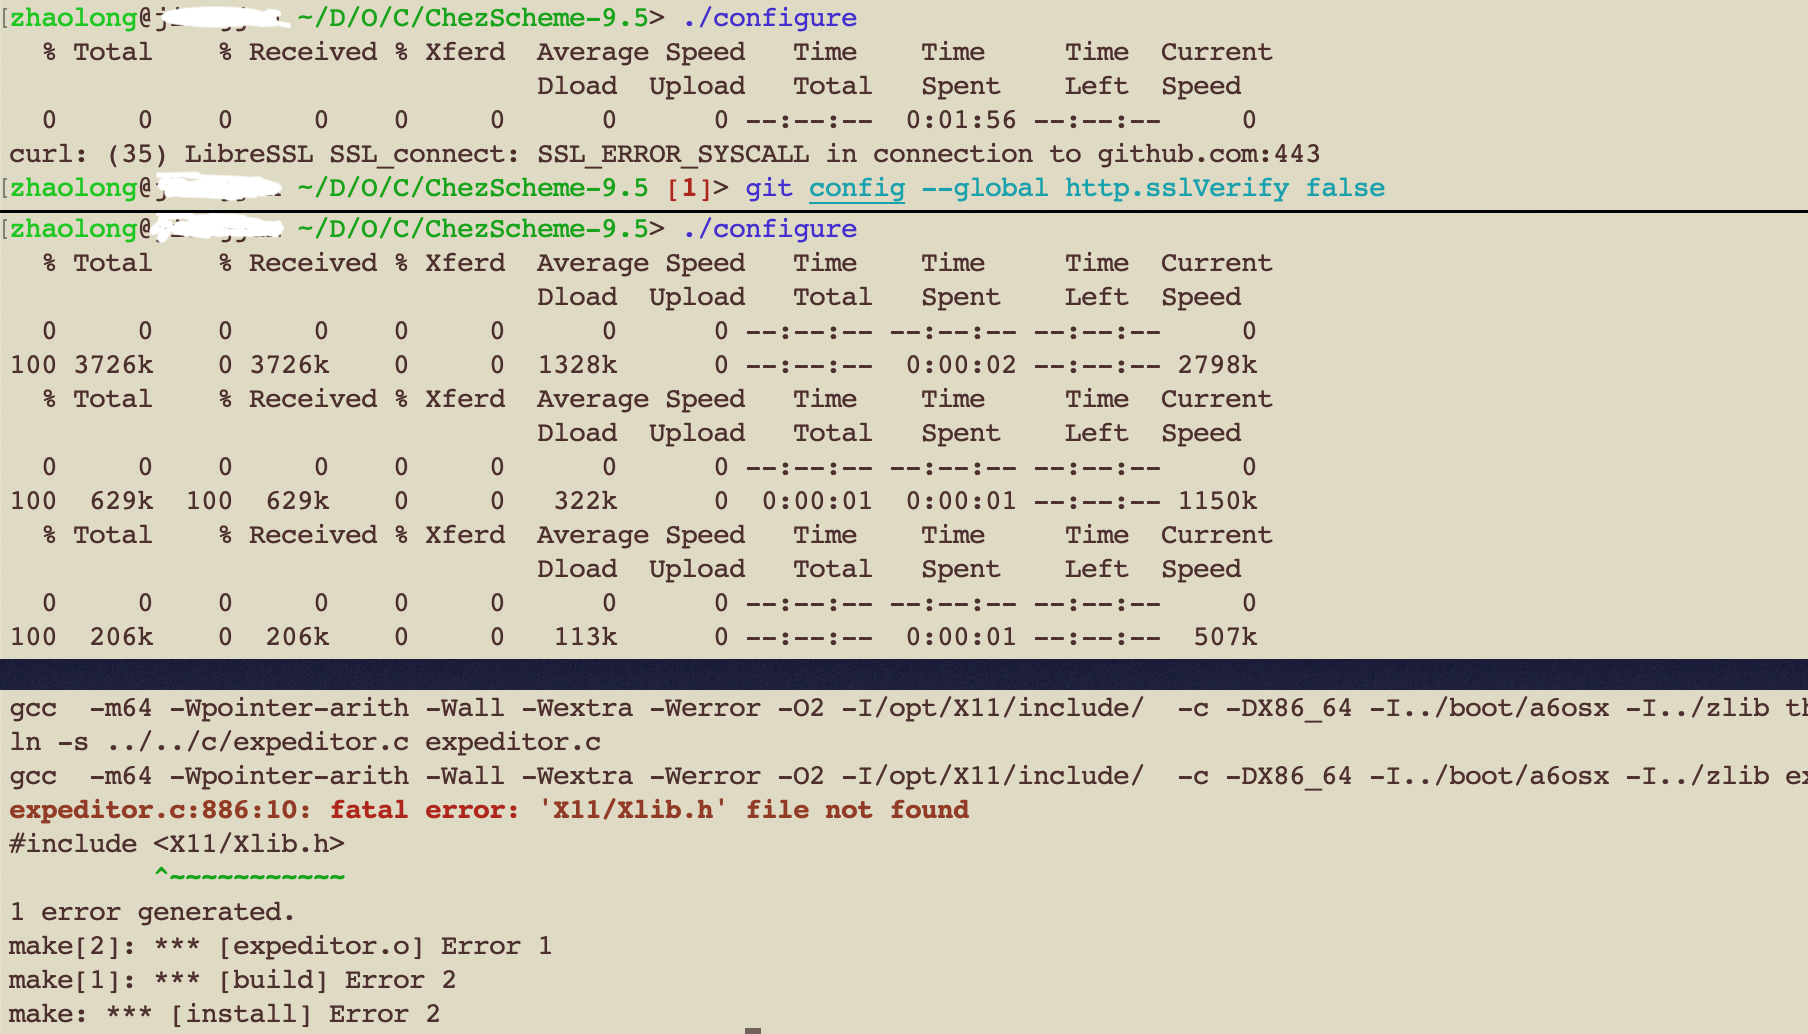 [zhaolong@ ~/D/O/C/ChezScheme-9.5> ./configure
% Total % Received % Xferd Average Speed Time Time Time Current
Dload Upload Total Spent Left Speed
0 0 0 0 0 0 0 0 --:--:-- 0:01:56 --:--:-- 0
curl: (35) LibreSSL SSL_connect: SSL_ERROR_SYSCALL in connection to github.com:443
[zhaolong@ ~/D/O/C/ChezScheme-9.5 [1]> git config --global http.sslVerify false
[zhaolong@ ~/D/O/C/ChezScheme-9.5> ./configure
% Total % Received % Xferd Average Speed Time Time Time Current
Dload Upload Total Spent Left Speed
0 0 0 0 0 0 0 0 --:--:-- --:--:-- --:--:-- 0
100 3726k 0 3726k 0 0 1328k 0 --:--:-- 0:00:02 --:--:-- 2798k
% Total % Received % Xferd Average Speed Time Time Time Current
Dload Upload Total Spent Left Speed
0 0 0 0 0 0 0 0 --:--:-- --:--:-- --:--:-- 0
100 629k 100 629k 0 0 322k 0 0:00:01 0:00:01 --:--:-- 1150k
% Total % Received % Xferd Average Speed Time Time Time Current
Dload Upload Total Spent Left Speed
0 0 0 0 0 0 0 0 --:--:-- --:--:-- --:--:-- 0
100 206k 0 206k 0 0 113k 0 --:--:-- 0:00:01 --:--:-- 507k
gcc -m64 -Wpointer-arith -Wall -Wextra -Werror -O2 -I/opt/X11/include/ -c -DX86_64 -I../boot/a6osx -I../zlib th
ln -s ../../c/expeditor.c expeditor.c
gcc -m64 -Wpointer-arith -Wall -Wextra -Werror -O2 -I/opt/X11/include/ -c -DX86_64 -I../boot/a6osx -I../zlib ex
expeditor.c:886:10: fatal error: 'X11/Xlib.h' file not found
#include <X11/Xlib.h>
^~~~~~~~~~~~
1 error generated.
make[2]: *** [expeditor.o] Error 1
make[1]: *** [build] Error 2
make: *** [install] Error 2